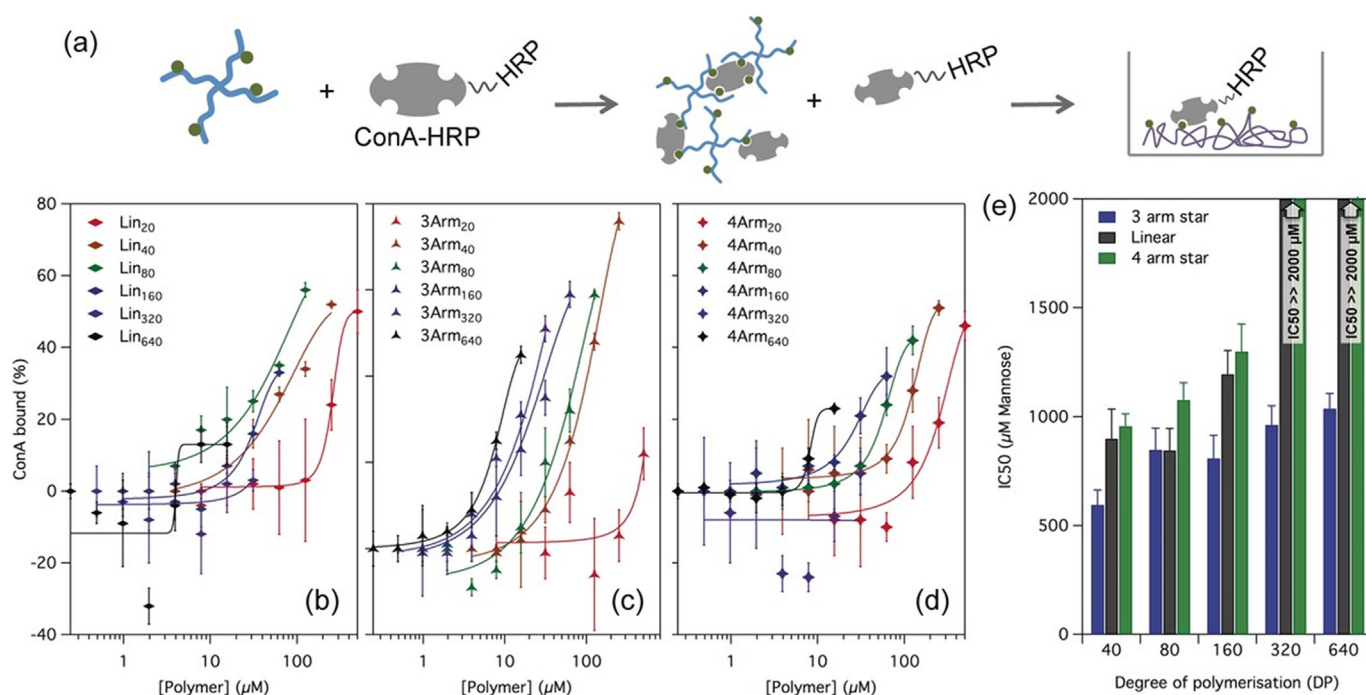 (a)
+
ConA-HRP
HRP
+
HRP
HRP
(b)
ConA bound (%)
80
60
40
20
0
-20
-40
Lin20
Lin40
Lin80
Lin160
Lin320
Lin640
1
10
100
[Polymer] (µM)
(c)
3Arm20
3Arm40
3Arm80
3Arm160
3Arm320
3Arm640
1
10
100
[Polymer] (µM)
(d)
4Arm20
4Arm40
4Arm80
4Arm160
4Arm320
4Arm640
1
10
100
[Polymer] (µM)
(e)
IC50 (µM Mannose)
2000
1500
1000
500
0
3 arm star
Linear
4 arm star
IC50 >> 2000 µM
IC50 >> 2000 µM
40
80
160
320
640
Degree of polymerisation (DP)